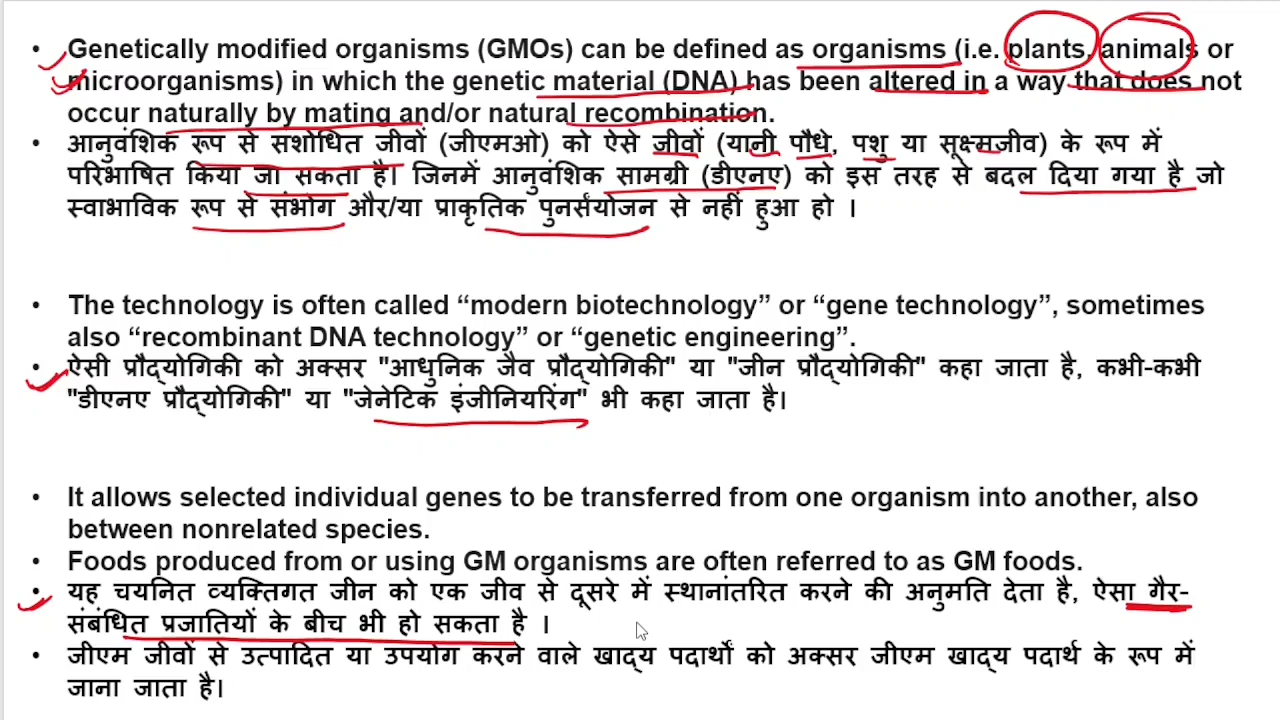 • Genetically modified organisms (GMOs) can be defined as organisms (i.e. plants, animals or
microorganisms) in which the genetic material (DNA) has been altered in a way that does not
occur naturally by mating and/or natural recombination.
• आनुवंशिक रूप से संशोधित जीवों (जीएमओ) को ऐसे जीवों (यानी पौधे, पशु या सूक्ष्मजीव) के रूप में
परिभाषित किया जा सकता है। जिनमें आनुवंशिक सामग्री (डीएनए) को इस तरह से बदल दिया गया है जो
स्वाभाविक रूप से संभोग और/या प्राकृतिक पुनर्संयोजन से नहीं हुआ हो ।
• The technology is often called “modern biotechnology” or “gene technology”, sometimes
also “recombinant DNA technology” or “genetic engineering”.
• ऐसी प्रौद्योगिकी को अक्सर "आधुनिक जैव प्रौद्योगिकी" या "जीन प्रौद्योगिकी" कहा जाता है, कभी-कभी
"डीएनए प्रौद्योगिकी" या "जेनेटिक इंजीनियरिंग" भी कहा जाता है।
• It allows selected individual genes to be transferred from one organism into another, also
between nonrelated species.
• Foods produced from or using GM organisms are often referred to as GM foods.
• यह चयनित व्यक्तिगत जीन को एक जीव से दूसरे में स्थानांतरित करने की अनुमति देता है, ऐसा गैर-
संबंधित प्रजातियों के बीच भी हो सकता है ।
• जीएम जीवों से उत्पादित या उपयोग करने वाले खाद्य पदार्थों को अक्सर जीएम खाद्य पदार्थ के रूप में
जाना जाता है।